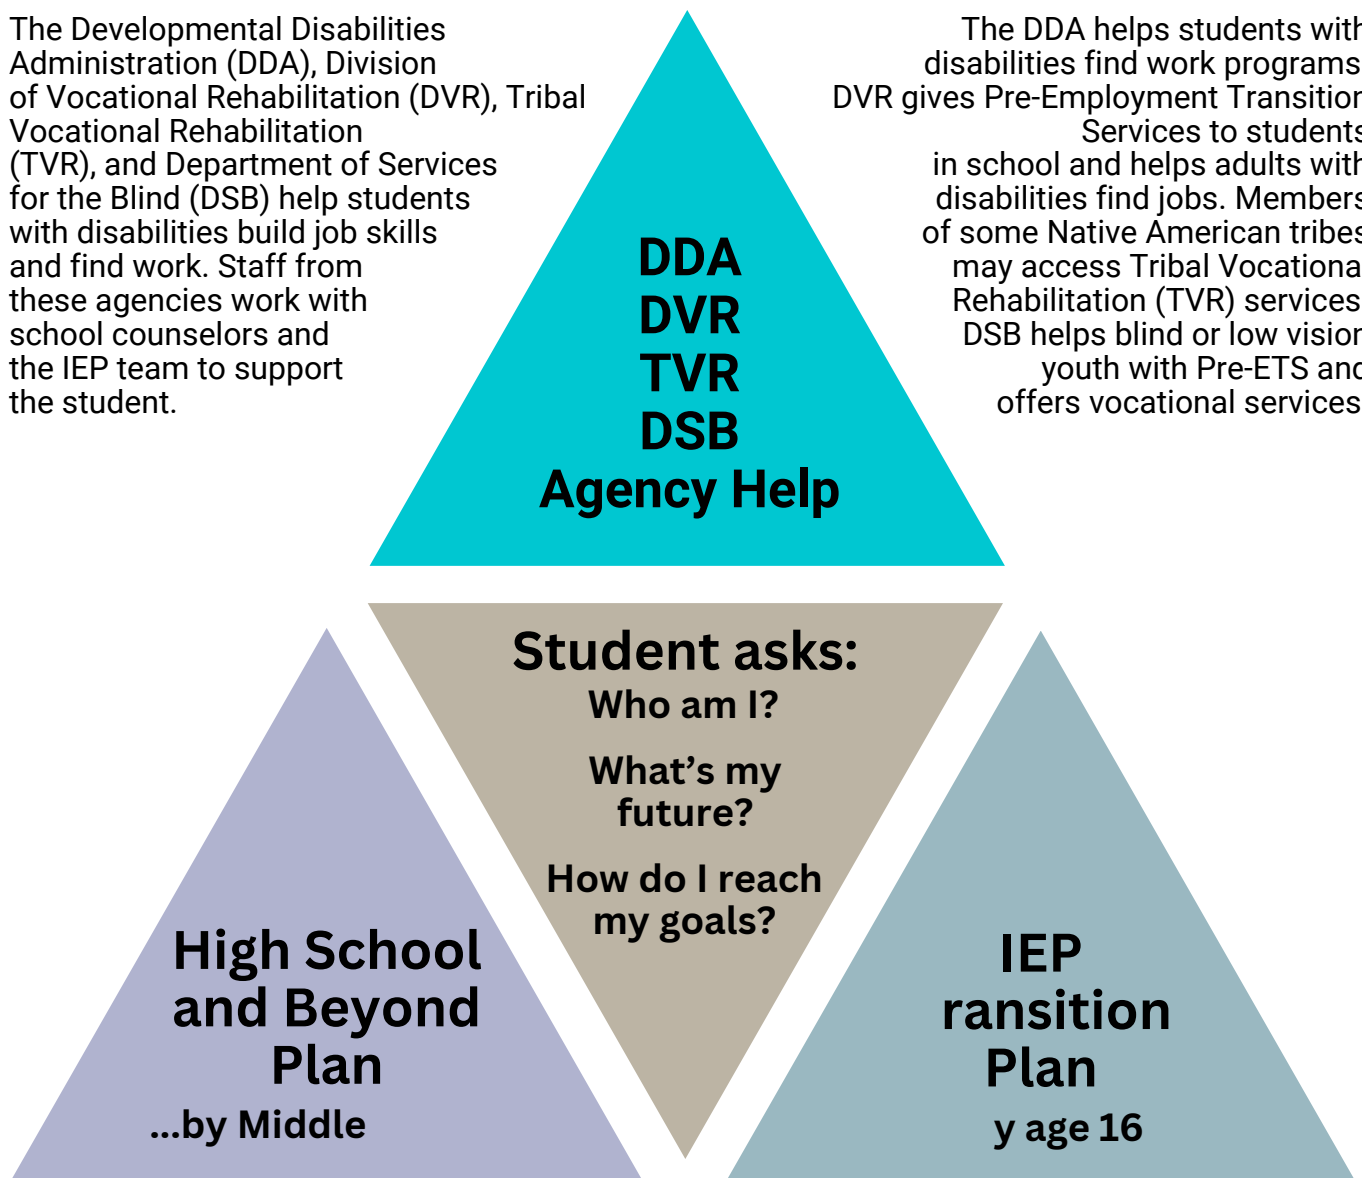 The Developmental Disabilities
Administration (DDA), Division
of Vocational Rehabilitation (DVR), Tribal
Vocational Rehabilitation
(TVR), and Department of Services
for the Blind (DSB) help students
with disabilities build job skills
and find work. Staff from
these agencies work with
school counselors and
the IEP team to support
the student.
The DDA helps students with
disabilities find work programs
DVR gives Pre-Employment Transition
Services to students
in school and helps adults with
disabilities find jobs. Members
of some Native American tribes
may access Tribal Vocationa
Rehabilitation (TVR) services
DSB helps blind or low vision
youth with Pre-ETS and
offers vocational services
DDA
DVR
TVR
DSB
Agency Help
Student asks:
Who am I?
What’s my
future?
How do I reach
my goals?
High School
and Beyond
Plan
...by Middle
IEP
ransition
Plan
y age 16